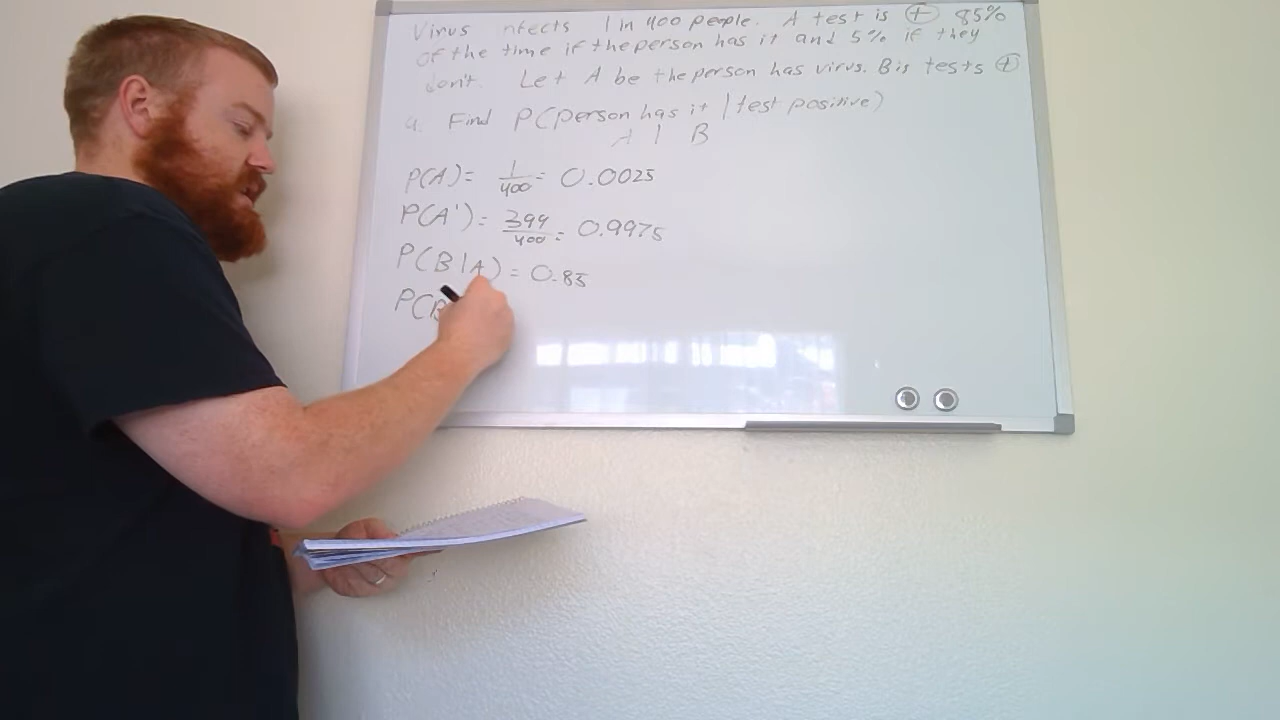 Virus nfects 1 in 400 people. A test is ⊕ 85%
of the time if the person has it and 5% if they
don't. Let A be the person has virus. B is tests ⊕
a. Find P(person has it | test positive)
A | B
P(A) = 1/400 = 0.0025
P(A') = 399/400 = 0.9975
P(B|A) = 0.85
P(B